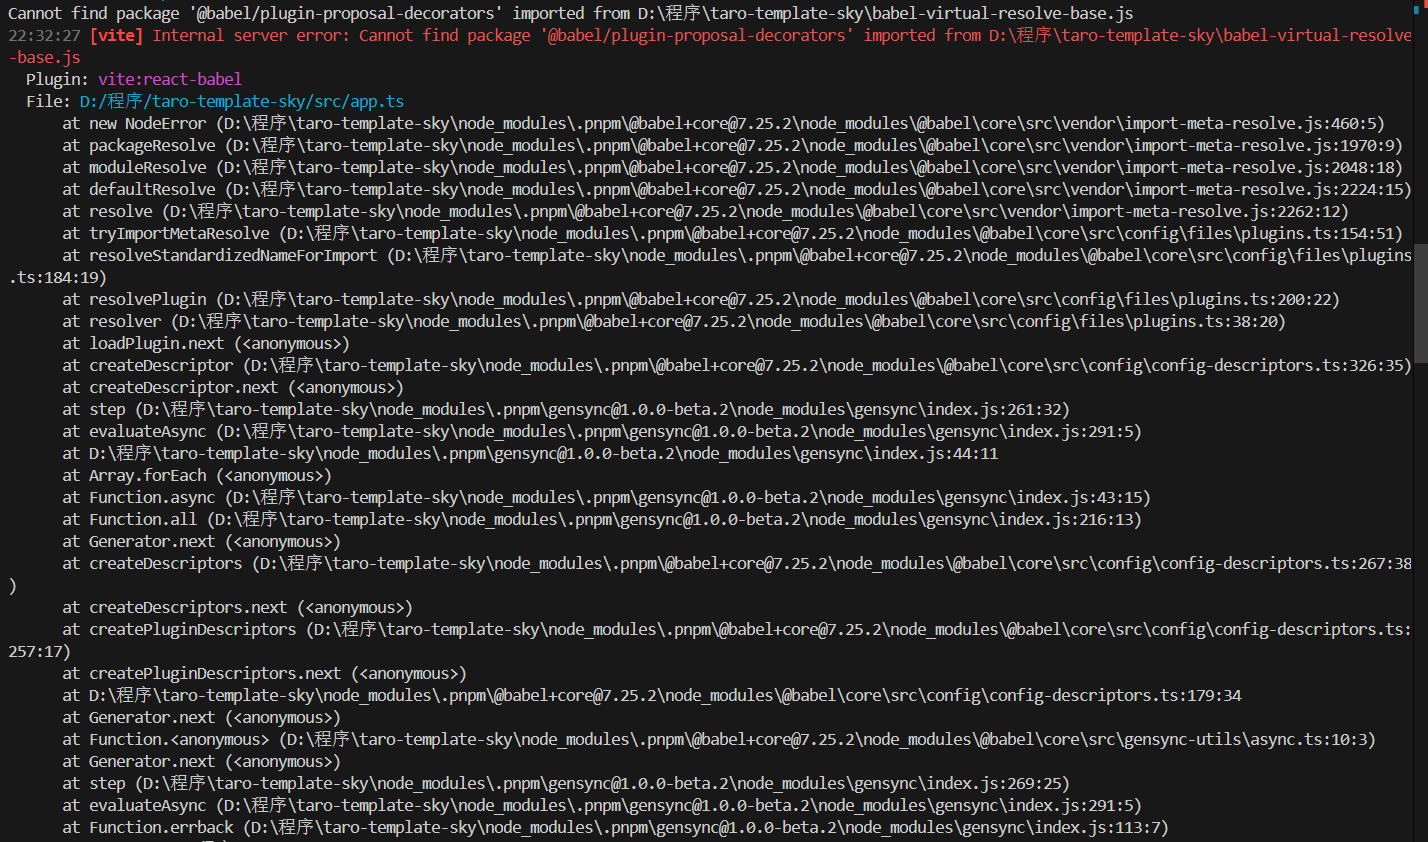 Cannot find package '@babel/plugin-proposal-decorators' imported from D:\程序\taro-template-sky\babel-virtual-resolve-base.js
22:32:27 [vite] Internal server error: Cannot find package '@babel/plugin-proposal-decorators' imported from D:\程序\taro-template-sky\babel-virtual-resolve
-base.js
Plugin: vite:react-babel
File: D:/程序/taro-template-sky/src/app.ts
at new NodeError (D:\程序\taro-template-sky\node_modules\.pnpm\@babel+core@7.25.2\node_modules\@babel\core\src\vendor\import-meta-resolve.js:460:5)
at packageResolve (D:\程序\taro-template-sky\node_modules\.pnpm\@babel+core@7.25.2\node_modules\@babel\core\src\vendor\import-meta-resolve.js:1970:9)
at moduleResolve (D:\程序\taro-template-sky\node_modules\.pnpm\@babel+core@7.25.2\node_modules\@babel\core\src\vendor\import-meta-resolve.js:2048:18)
at defaultResolve (D:\程序\taro-template-sky\node_modules\.pnpm\@babel+core@7.25.2\node_modules\@babel\core\src\vendor\import-meta-resolve.js:2224:15)
at resolve (D:\程序\taro-template-sky\node_modules\.pnpm\@babel+core@7.25.2\node_modules\@babel\core\src\vendor\import-meta-resolve.js:2262:12)
at tryImportMetaResolve (D:\程序\taro-template-sky\node_modules\.pnpm\@babel+core@7.25.2\node_modules\@babel\core\src\config\files\plugins.ts:154:51)
at resolveStandardizedNameForImport (D:\程序\taro-template-sky\node_modules\.pnpm\@babel+core@7.25.2\node_modules\@babel\core\src\config\files\plugins
.ts:184:19)
at resolvePlugin (D:\程序\taro-template-sky\node_modules\.pnpm\@babel+core@7.25.2\node_modules\@babel\core\src\config\files\plugins.ts:200:22)
at resolver (D:\程序\taro-template-sky\node_modules\.pnpm\@babel+core@7.25.2\node_modules\@babel\core\src\config\files\plugins.ts:38:20)
at loadPlugin.next (<anonymous>)
at createDescriptor (D:\程序\taro-template-sky\node_modules\.pnpm\@babel+core@7.25.2\node_modules\@babel\core\src\config\config-descriptors.ts:326:35)
at createDescriptor.next (<anonymous>)
at step (D:\程序\taro-template-sky\node_modules\.pnpm\gensync@1.0.0-beta.2\node_modules\gensync\index.js:261:32)
at evaluateAsync (D:\程序\taro-template-sky\node_modules\.pnpm\gensync@1.0.0-beta.2\node_modules\gensync\index.js:291:5)
at D:\程序\taro-template-sky\node_modules\.pnpm\gensync@1.0.0-beta.2\node_modules\gensync\index.js:44:11
at Array.forEach (<anonymous>)
at Function.async (D:\程序\taro-template-sky\node_modules\.pnpm\gensync@1.0.0-beta.2\node_modules\gensync\index.js:43:15)
at Function.all (D:\程序\taro-template-sky\node_modules\.pnpm\gensync@1.0.0-beta.2\node_modules\gensync\index.js:216:13)
at Generator.next (<anonymous>)
at createDescriptors (D:\程序\taro-template-sky\node_modules\.pnpm\@babel+core@7.25.2\node_modules\@babel\core\src\config\config-descriptors.ts:267:38
)
at createDescriptors.next (<anonymous>)
at createPluginDescriptors (D:\程序\taro-template-sky\node_modules\.pnpm\@babel+core@7.25.2\node_modules\@babel\core\src\config\config-descriptors.ts:
257:17)
at createPluginDescriptors.next (<anonymous>)
at D:\程序\taro-template-sky\node_modules\.pnpm\@babel+core@7.25.2\node_modules\@babel\core\src\config\config-descriptors.ts:179:34
at Generator.next (<anonymous>)
at Function.<anonymous> (D:\程序\taro-template-sky\node_modules\.pnpm\@babel+core@7.25.2\node_modules\@babel\core\src\gensync-utils\async.ts:10:3)
at Generator.next (<anonymous>)
at step (D:\程序\taro-template-sky\node_modules\.pnpm\gensync@1.0.0-beta.2\node_modules\gensync\index.js:269:25)
at evaluateAsync (D:\程序\taro-template-sky\node_modules\.pnpm\gensync@1.0.0-beta.2\node_modules\gensync\index.js:291:5)
at Function.errback (D:\程序\taro-template-sky\node_modules\.pnpm\gensync@1.0.0-beta.2\node_modules\gensync\index.js:113:7)